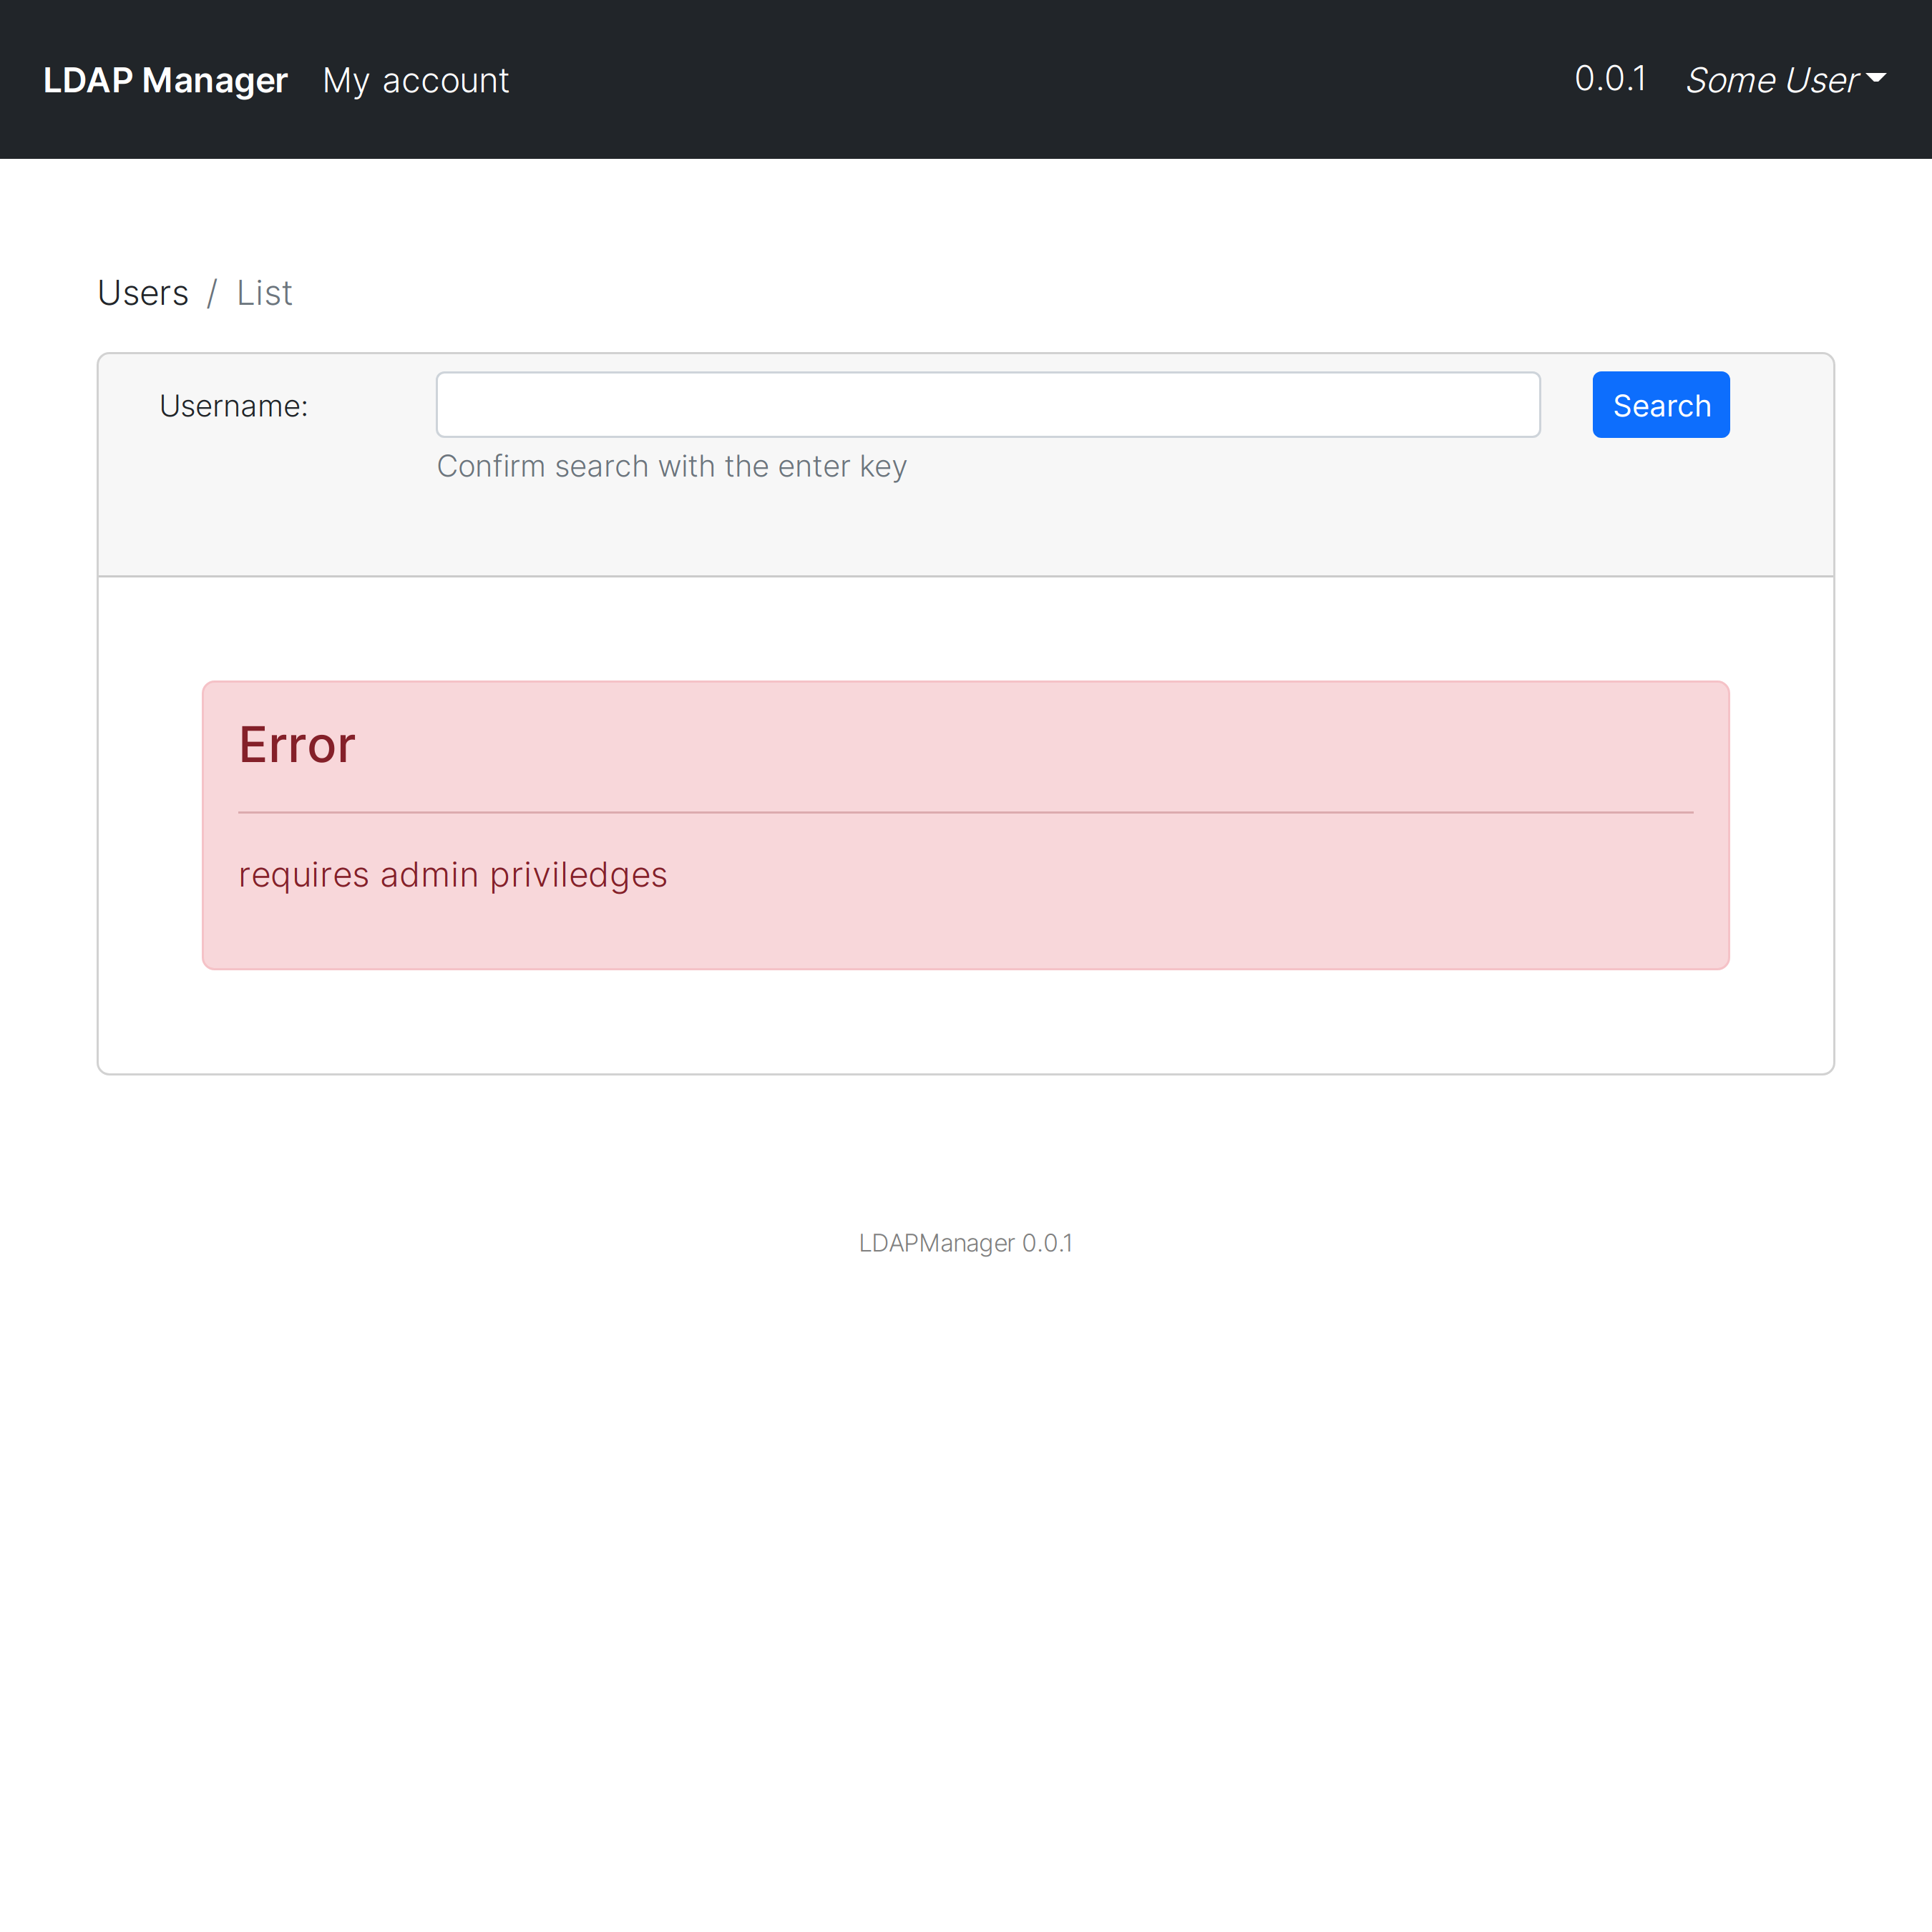 LDAP Manager My account 0.0.1 Some User
Users / List
Username: Search
Confirm search with the enter key
Error
requires admin priviledges
LDAPManager 0.0.1